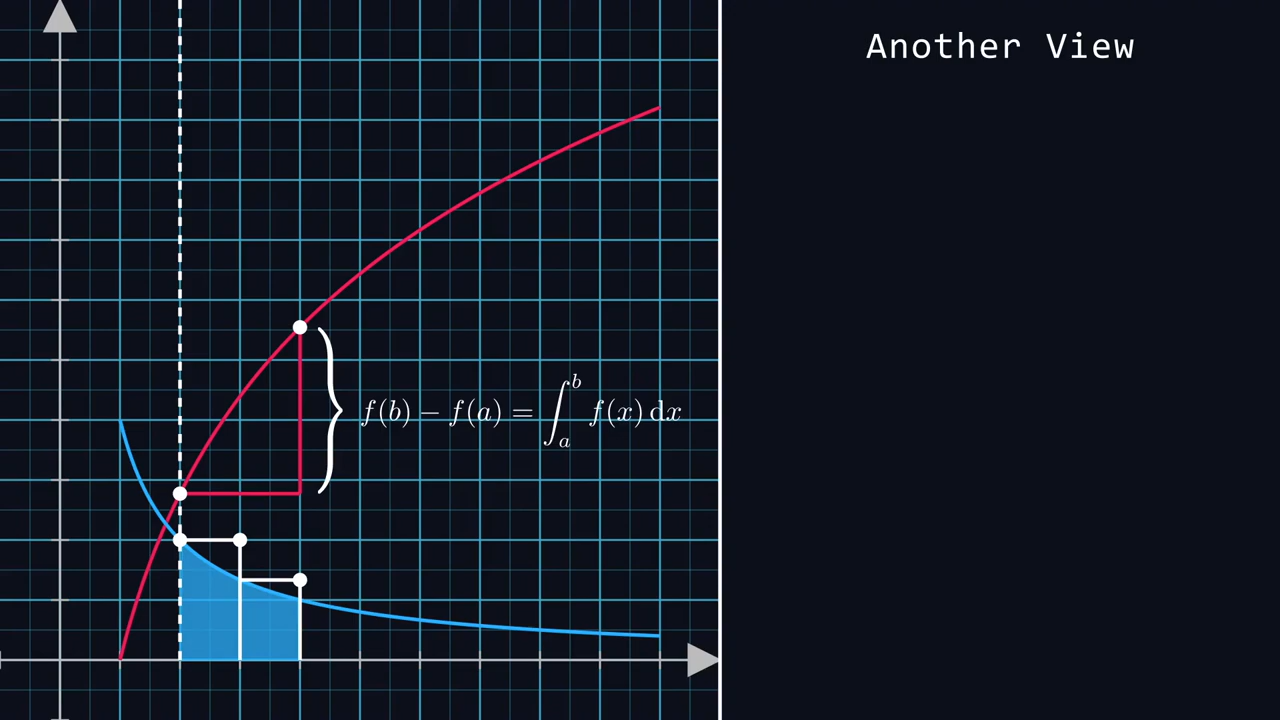 Another View
f(b) − f(a) = ∫_a^b f(x) dx